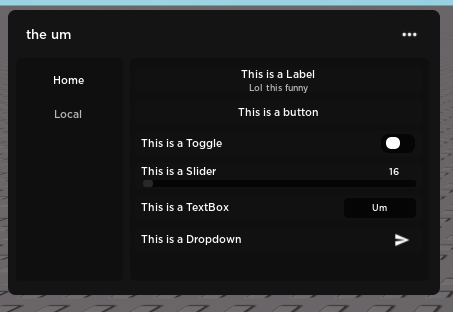 the um
Home
Local
This is a Label
Lol this funny
This is a button
This is a Toggle
This is a Slider
16
This is a TextBox
Um
This is a Dropdown